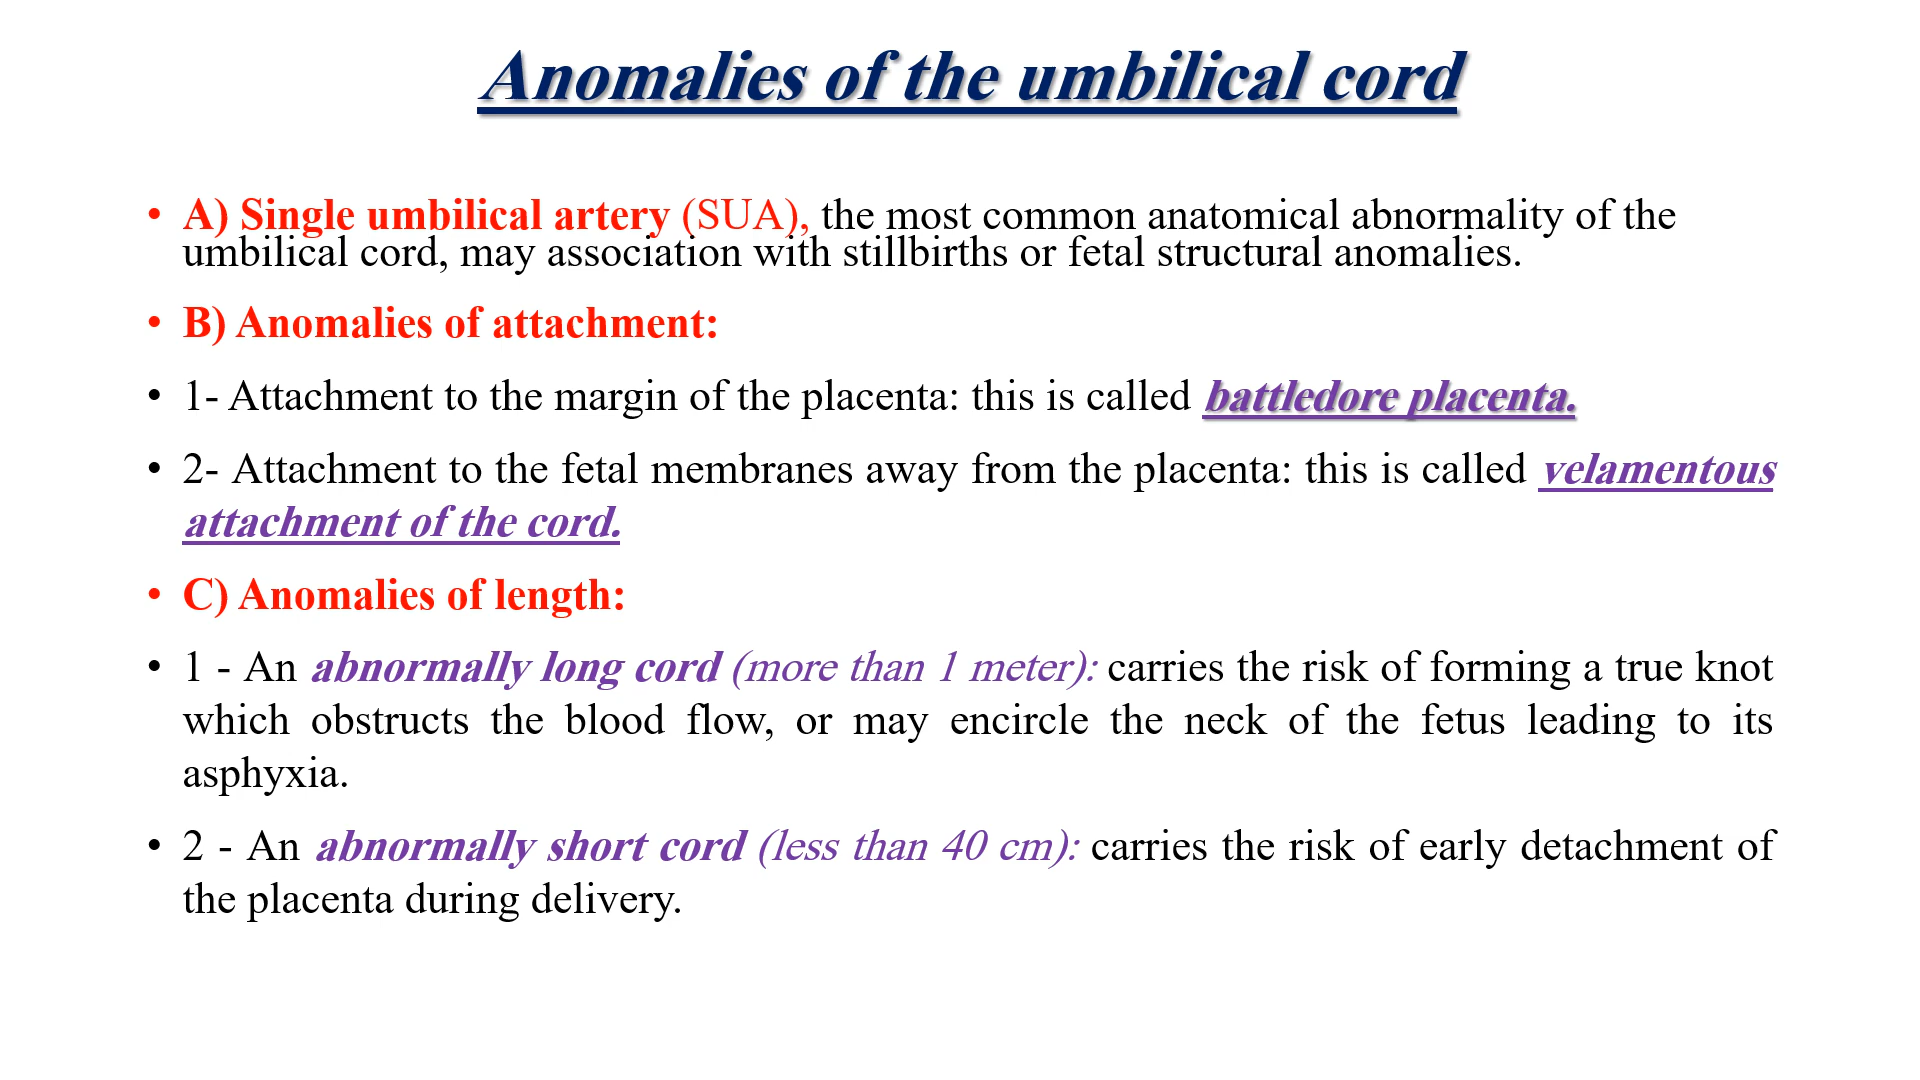 Anomalies of the umbilical cord
• A) Single umbilical artery (SUA), the most common anatomical abnormality of the
umbilical cord, may association with stillbirths or fetal structural anomalies.
• B) Anomalies of attachment:
• 1- Attachment to the margin of the placenta: this is called battledore placenta.
• 2- Attachment to the fetal membranes away from the placenta: this is called velamentous
attachment of the cord.
• C) Anomalies of length:
• 1 - An abnormally long cord (more than 1 meter): carries the risk of forming a true knot
which obstructs the blood flow, or may encircle the neck of the fetus leading to its
asphyxia.
• 2 - An abnormally short cord (less than 40 cm): carries the risk of early detachment of
the placenta during delivery.